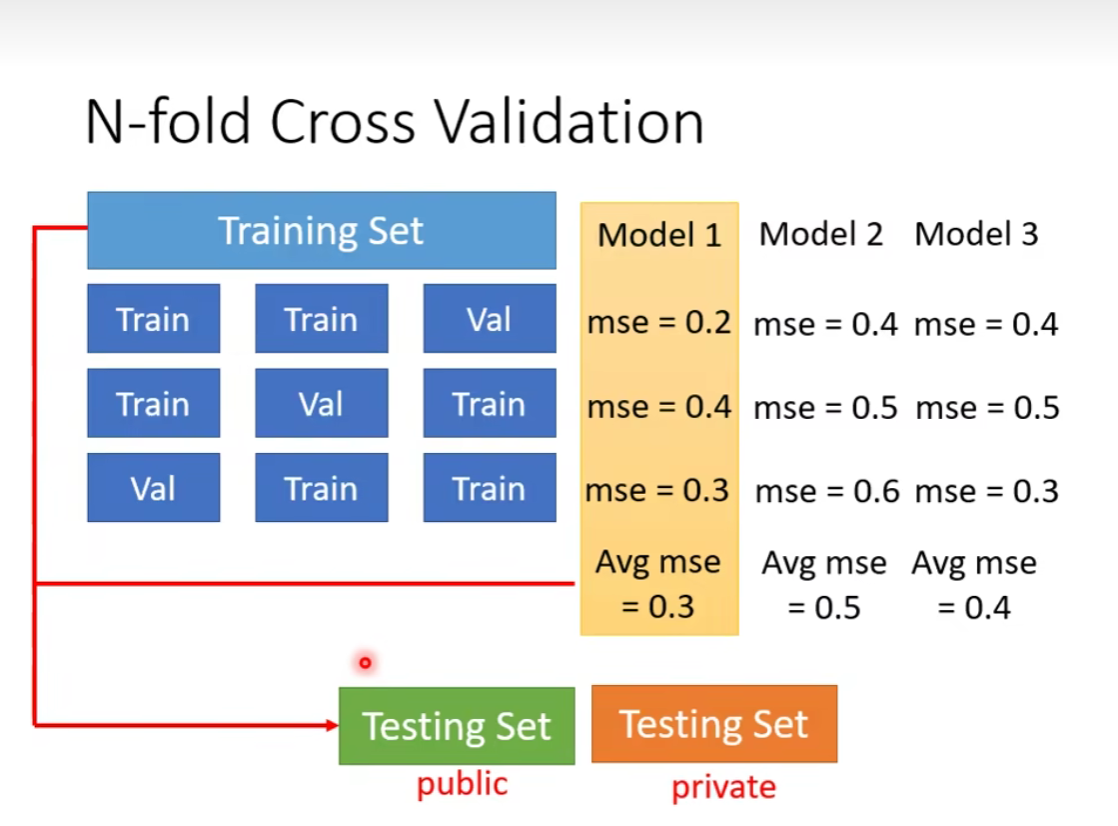 N-fold Cross Validation
Training Set
Model 1 Model 2 Model 3
Train Train Val mse = 0.2 mse = 0.4 mse = 0.4
Train Val Train mse = 0.4 mse = 0.5 mse = 0.5
Val Train Train mse = 0.3 mse = 0.6 mse = 0.3
Avg mse Avg mse Avg mse
= 0.3 = 0.5 = 0.4
Testing Set Testing Set
public private